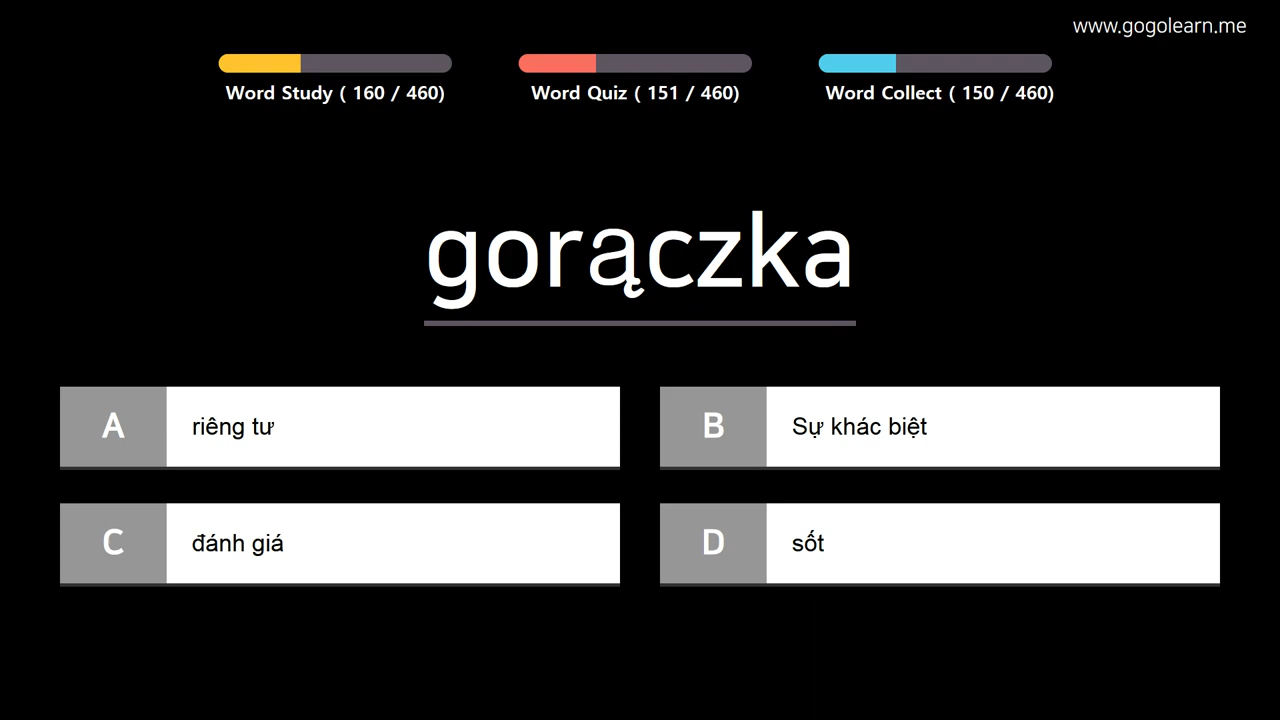 www.gogolearn.me
Word Study ( 160 / 460)
Word Quiz ( 151 / 460)
Word Collect ( 150 / 460)
gorączka
A
riêng tư
B
Sự khác biệt
C
đánh giá
D
sốt